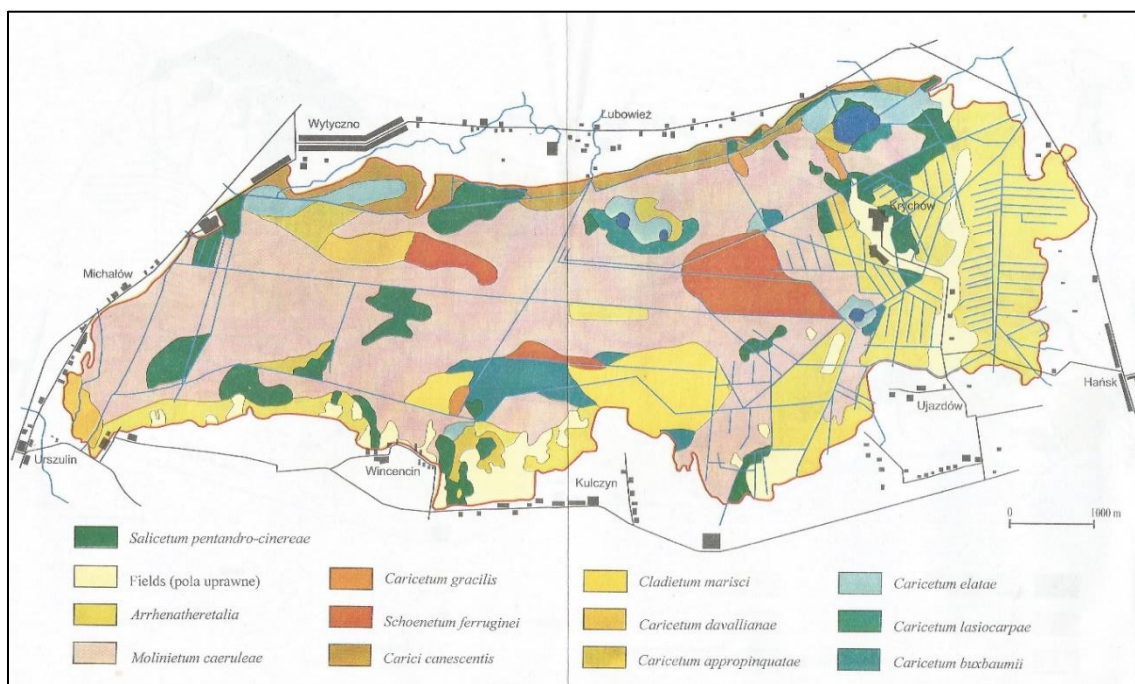 Wytyczno
Łubowież
Krychów
Michałów
Hańsk
Ujazdów
Urszulin
Wincencin
Kulczyn
0 1000 m
Salicetum pentandro-cinereae
Fields (pola uprawne)
Arrhenatheretalia
Molinietum caeruleae
Caricetum gracilis
Schoenetum ferruginei
Carici canescentis
Cladietum marisci
Caricetum davallianae
Caricetum appropinquatae
Caricetum elatae
Caricetum lasiocarpae
Caricetum buxbaumii